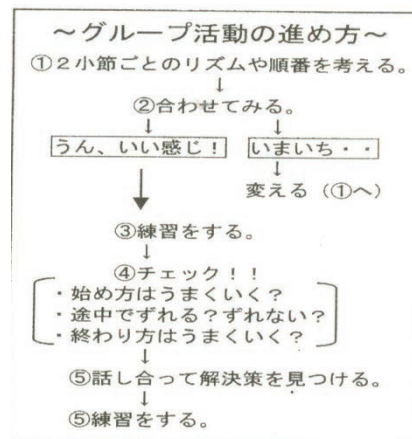 ～グループ活動の進め方～
①２小節ごとのリズムや順番を考える。
↓
②合わせてみる。
↓ ↓
うん、いい感じ！ いまいち・・
↓ ↓
変える（①へ）
③練習をする。
↓
④チェック！！
・始め方はうまくいく？
・途中でずれる？ずれない？
・終わり方はうまくいく？
↓
⑤話し合って解決策を見つける。
↓
⑤練習をする。